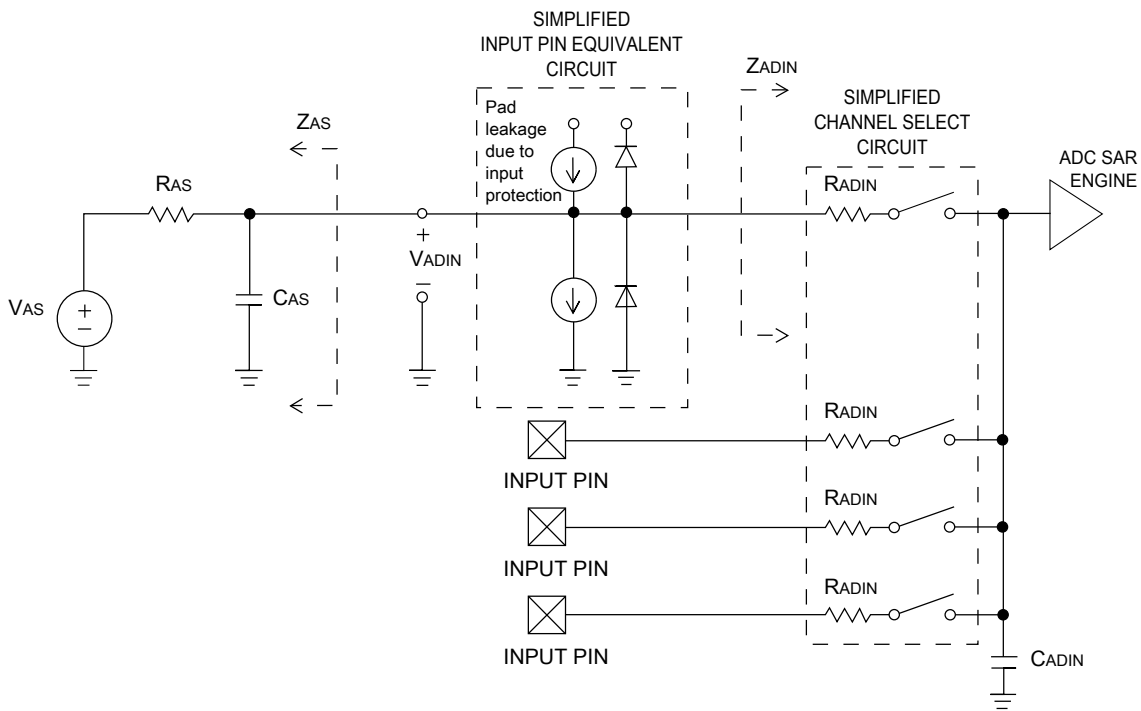 SIMPLIFIED
INPUT PIN EQUIVALENT
CIRCUIT
ZADIN
SIMPLIFIED
CHANNEL SELECT
CIRCUIT
Pad
leakage
due to
input
protection
ZAS
ADC SAR
ENGINE
RAS
RADIN
+
VADIN
–
VAS
+
–
CAS
RADIN
INPUT PIN
RADIN
INPUT PIN
RADIN
INPUT PIN
CADIN